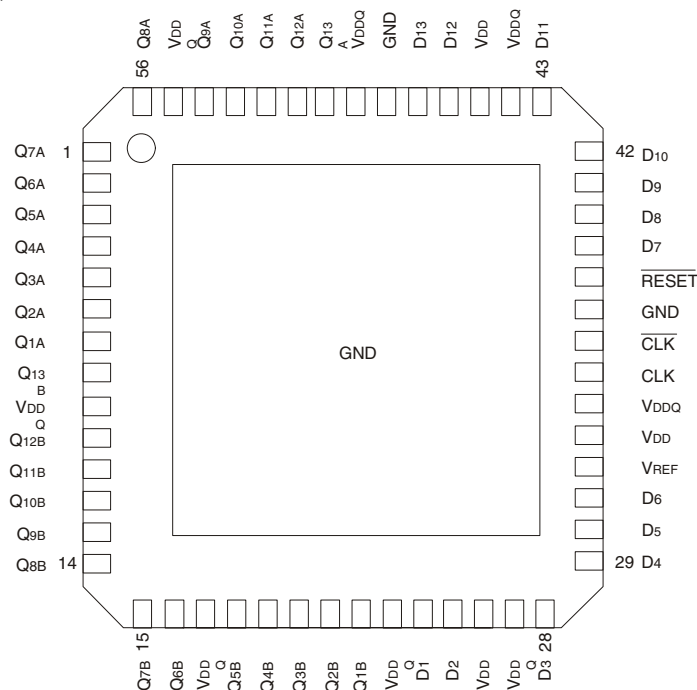 Q8A
VDDQ
Q9A
Q10A
Q11A
Q12A
Q13A
VDDQ
GND
D13
D12
VDD
VDDQ
D11
56
43
Q7A 1
Q6A
Q5A
Q4A
Q3A
Q2A
Q1A
Q13B
VDDQ
Q12B
Q11B
Q10B
Q9B
Q8B 14
GND
42 D10
D9
D8
D7
RESET
GND
CLK
CLK
VDDQ
VDD
VREF
D6
D5
29 D4
15
28
Q7B
Q6B
VDDQ
Q5B
Q4B
Q3B
Q2B
Q1B
VDDQ
D1
D2
VDD
VDDQ
D3